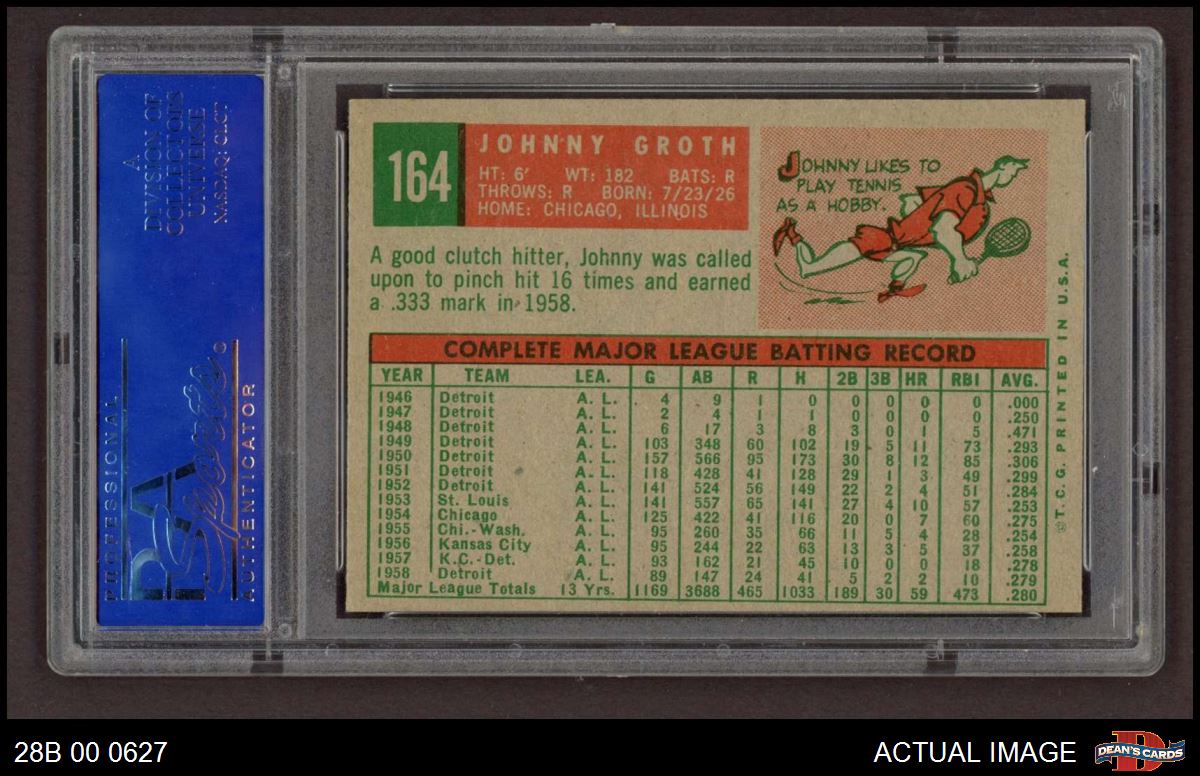 A
DIVISION OF
COLLECTORS
UNIVERSE
NASDAQ: CLCT
PROFESSIONAL
PSA
Sports
AUTHENTICATOR
164
JOHNNY GROTH
HT: 6' WT: 182 BATS: R
THROWS: R BORN: 7/23/26
HOME: CHICAGO, ILLINOIS
JOHNNY LIKES TO
PLAY TENNIS
AS A HOBBY.
A good clutch hitter, Johnny was called
upon to pinch hit 16 times and earned
a .333 mark in 1958.
COMPLETE MAJOR LEAGUE BATTING RECORD
YEAR TEAM LEA. G AB R H 2B 3B HR RBI AVG.
1946 Detroit A. L. 4 9 1 0 0 0 0 0 .000
1947 Detroit A. L. 2 4 1 1 0 0 0 0 .250
1948 Detroit A. L. 6 17 3 8 3 0 1 5 .471
1949 Detroit A. L. 103 348 60 102 19 5 11 73 .293
1950 Detroit A. L. 157 566 95 173 30 8 12 85 .306
1951 Detroit A. L. 118 428 41 128 29 1 3 49 .299
1952 Detroit A. L. 141 524 56 149 22 2 4 51 .284
1953 St. Louis A. L. 141 557 65 141 27 4 10 57 .253
1954 Chicago A. L. 125 422 41 116 20 0 7 60 .275
1955 Chi.-Wash. A. L. 95 260 35 66 11 5 4 28 .254
1956 Kansas City A. L. 95 244 22 63 13 3 5 37 .258
1957 K.C.-Det. A. L. 93 162 21 45 10 0 0 18 .278
1958 Detroit A. L. 89 147 24 41 5 2 2 10 .279
Major League Totals 13 Yrs. 1169 3688 465 1033 189 30 59 473 .280
©T.C.G. PRINTED IN U.S.A.
28B 00 0627
ACTUAL IMAGE
D
DEAN'S CARDS